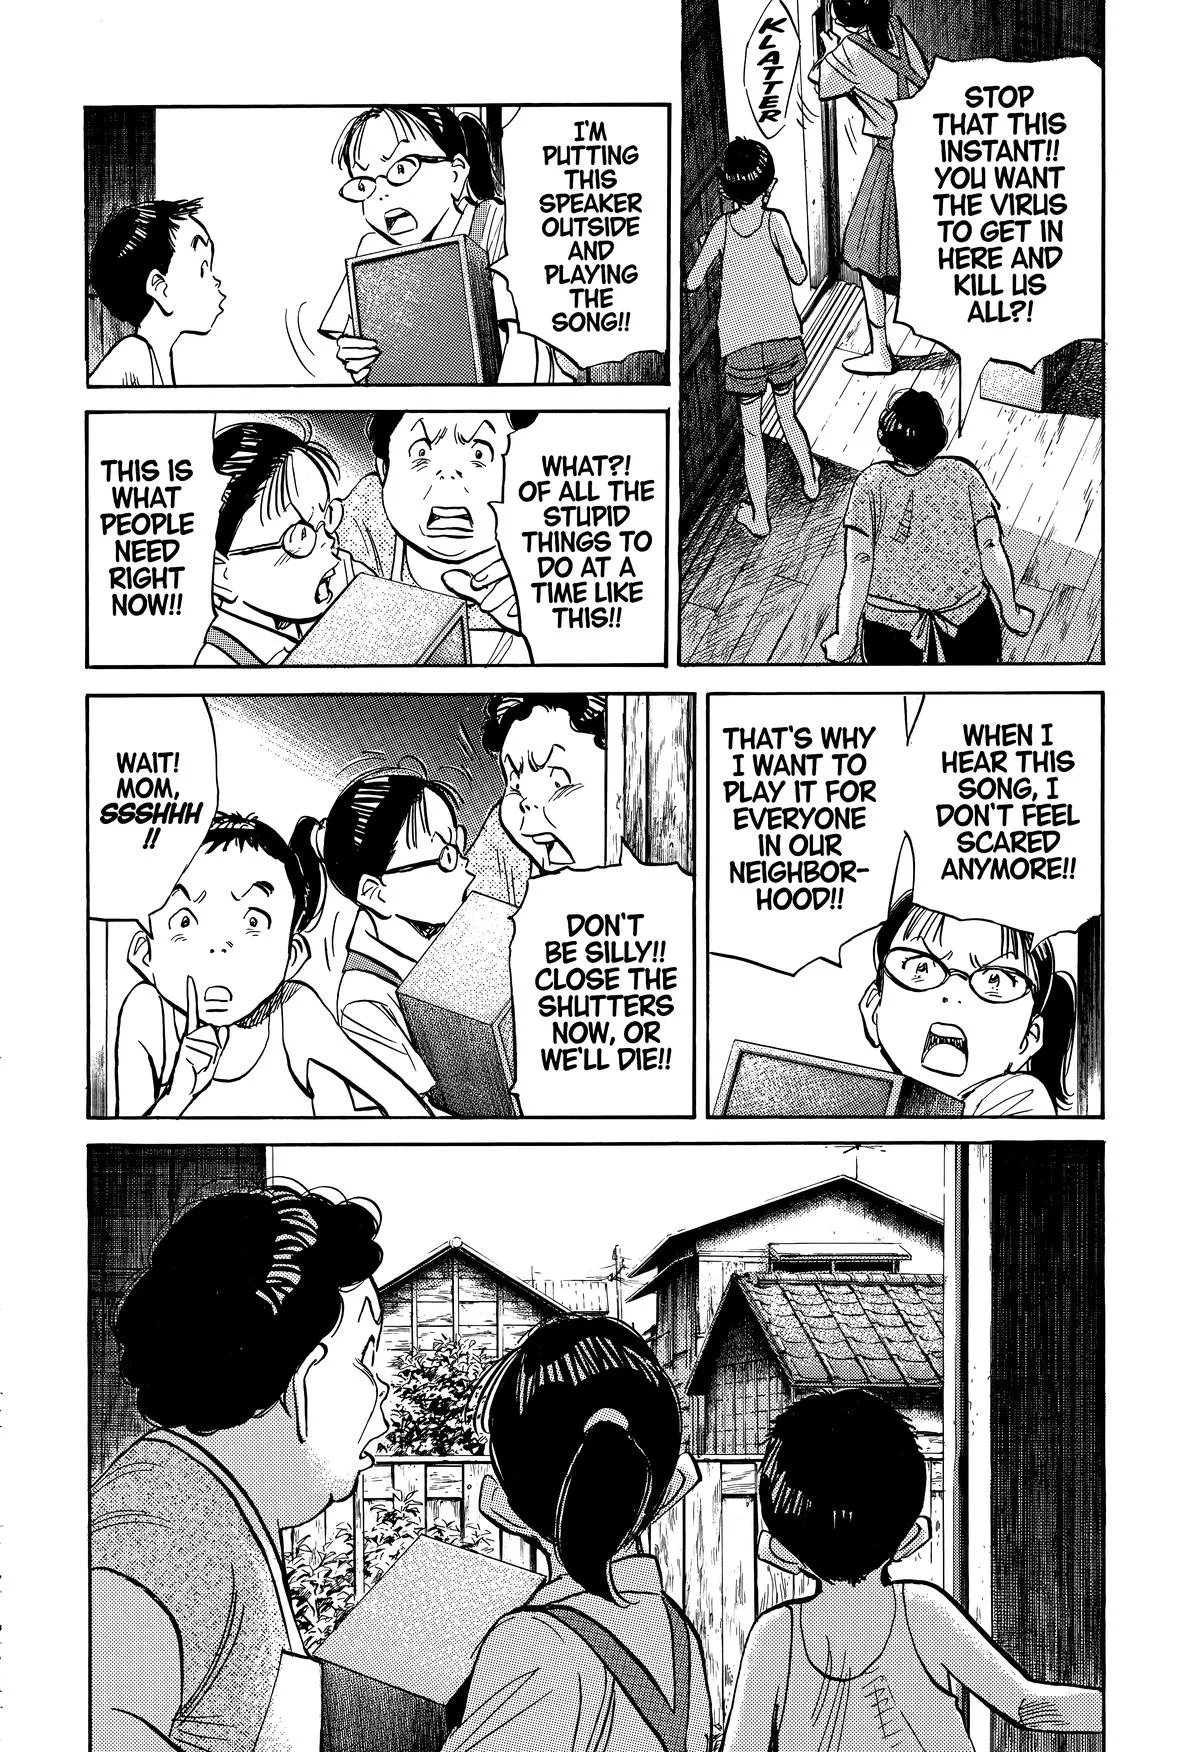 STOP
THAT THIS
INSTANT!!
YOU WANT
THE VIRUS
TO GET IN
HERE AND
KILL US
ALL?!
KLATTER
I'M
PUTTING
THIS
SPEAKER
OUTSIDE
AND
PLAYING
THE
SONG!!
WHAT?!
OF ALL THE
STUPID
THINGS TO
DO AT A
TIME LIKE
THIS!!
THIS IS
WHAT
PEOPLE
NEED
RIGHT
NOW!!
WHEN I
HEAR THIS
SONG, I
DON'T FEEL
SCARED
ANYMORE!!
THAT'S WHY
I WANT TO
PLAY IT FOR
EVERYONE
IN OUR
NEIGHBOR-
HOOD!!
DON'T
BE SILLY!!
CLOSE THE
SHUTTERS
NOW, OR
WE'LL DIE!!
WAIT!
MOM,
SSSHHH
!!